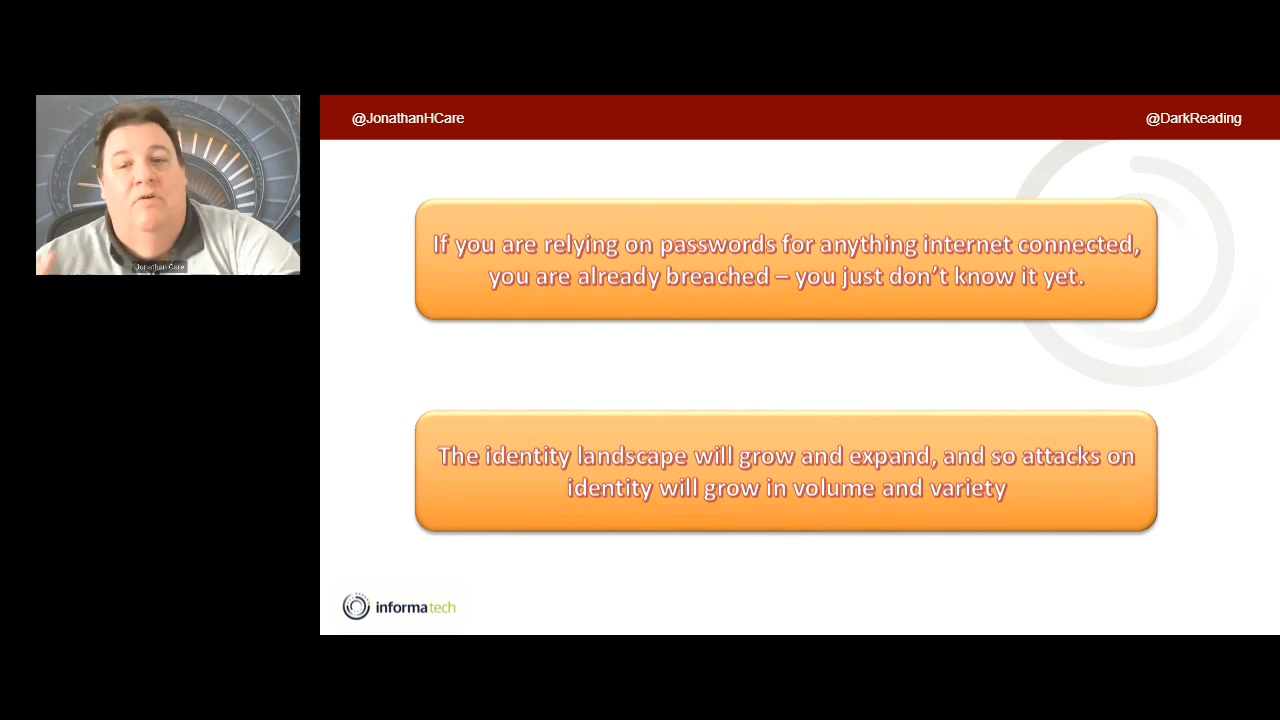 @JonathanHCare
@DarkReading
Jonathan Care
If you are relying on passwords for anything internet connected,
you are already breached – you just don’t know it yet.
The identity landscape will grow and expand, and so attacks on
identity will grow in volume and variety
informa tech